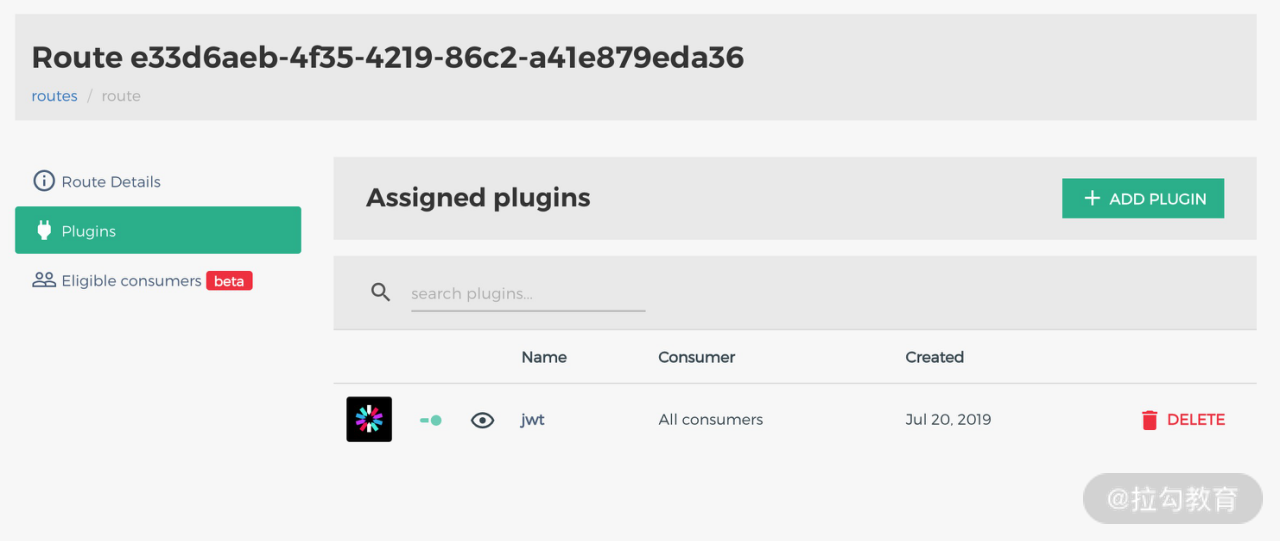 Route e33d6aeb-4f35-4219-86c2-a41e879eda36
routes / route
Route Details
Plugins
Eligible consumers beta
Assigned plugins
ADD PLUGIN
search plugins...
Name Consumer Created
jwt All consumers Jul 20, 2019 DELETE
@拉勾教育